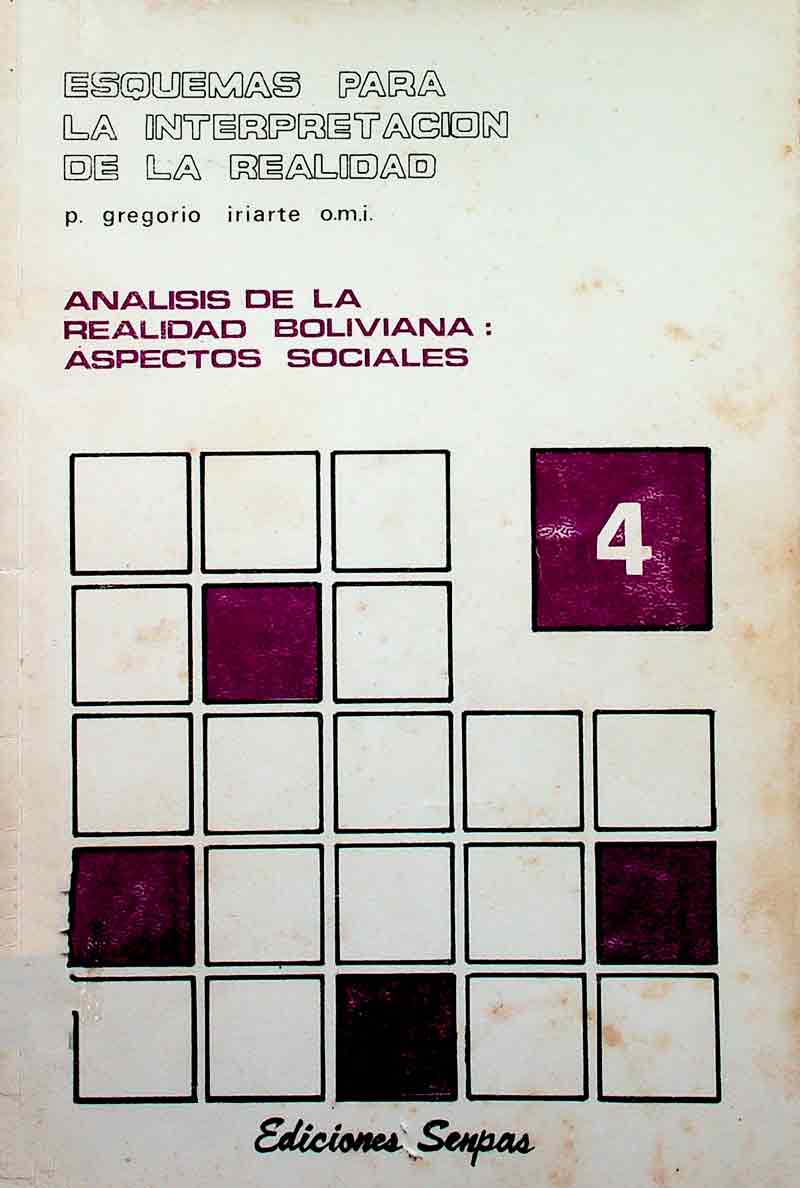 ESQUEMAS PARA
LA INTERPRETACION
DE LA REALIDAD
p. gregorio iriarte o.m.i.
ANALISIS DE LA
REALIDAD BOLIVIANA:
ASPECTOS SOCIALES
4
Ediciones Senpas